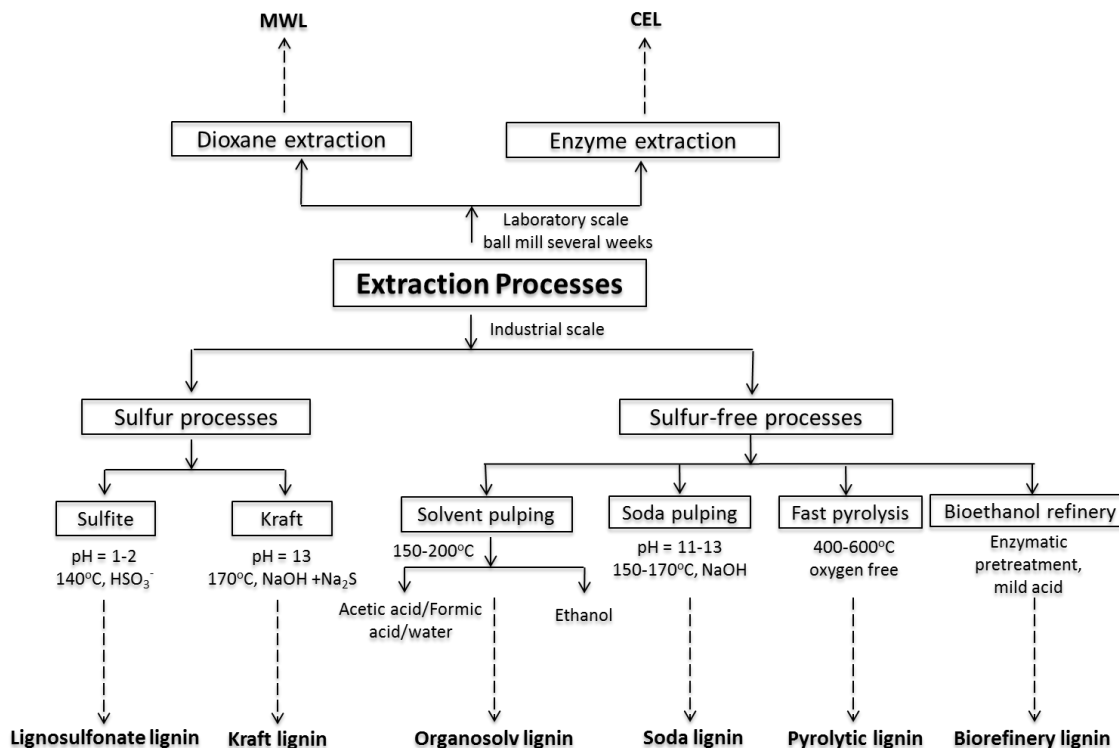 MWL
CEL
Dioxane extraction
Enzyme extraction
Laboratory scale
ball mill several weeks
Extraction Processes
Industrial scale
Sulfur processes
Sulfur-free processes
Sulfite
Kraft
Solvent pulping
Soda pulping
Fast pyrolysis
Bioethanol refinery
pH = 1-2
140°C, HSO₃⁻
pH = 13
170°C, NaOH +Na₂S
150-200°C
Acetic acid/Formic
acid/water
Ethanol
pH = 11-13
150-170°C, NaOH
400-600°C
oxygen free
Enzymatic
pretreatment,
mild acid
Lignosulfonate lignin
Kraft lignin
Organosolv lignin
Soda lignin
Pyrolytic lignin
Biorefinery lignin